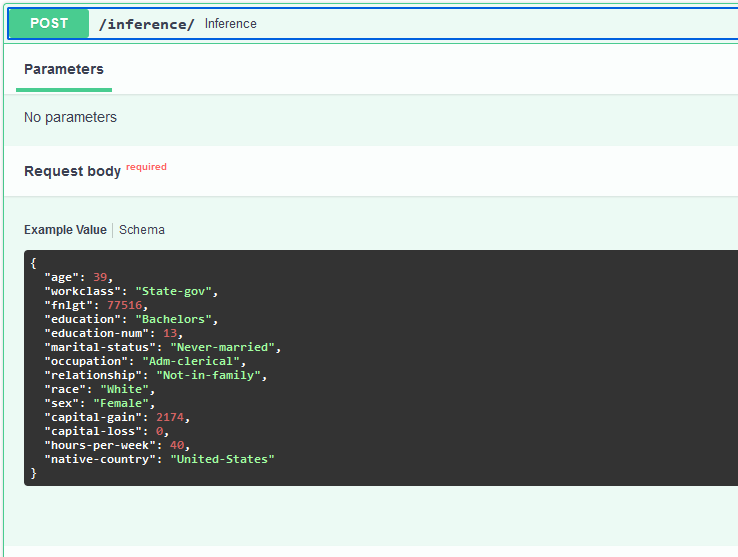 POST /inference/ Inference
Parameters
No parameters
Request body required
Example Value Schema
{
  "age": 39,
  "workclass": "State-gov",
  "fnlgt": 77516,
  "education": "Bachelors",
  "education-num": 13,
  "marital-status": "Never-married",
  "occupation": "Adm-clerical",
  "relationship": "Not-in-family",
  "race": "White",
  "sex": "Female",
  "capital-gain": 2174,
  "capital-loss": 0,
  "hours-per-week": 40,
  "native-country": "United-States"
}